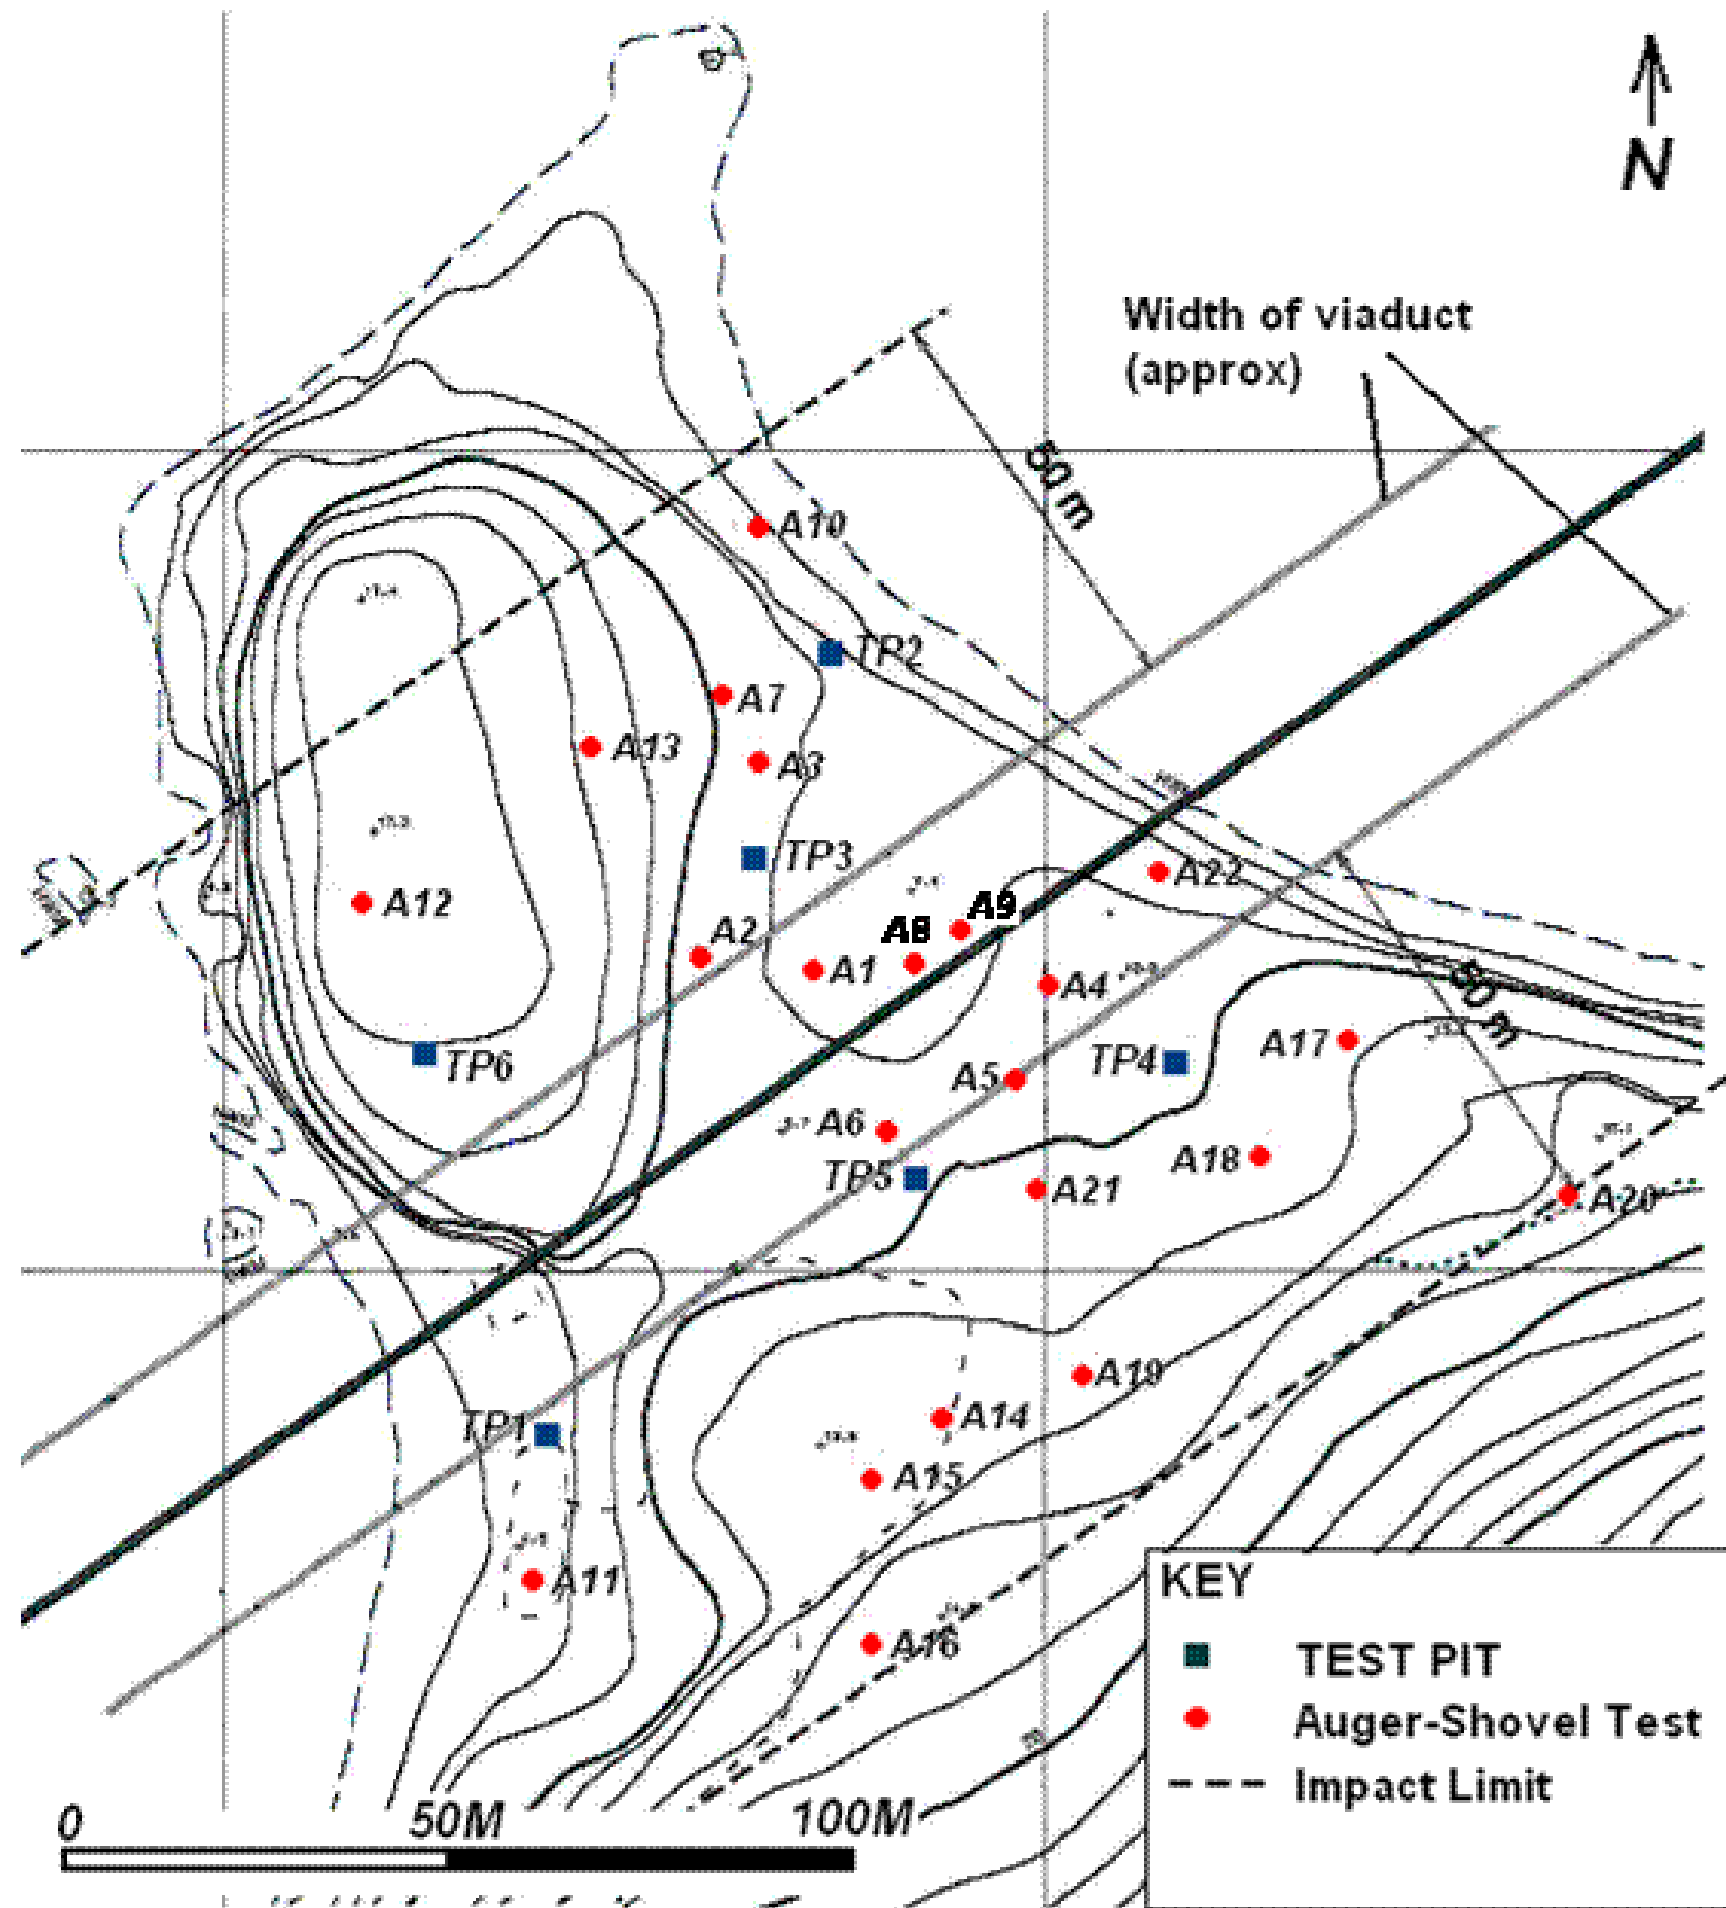 N
Width of viaduct
(approx)
50 m
A10
TP2
A7
A13
A3
TP3
A22
A12
A9
A8
A2
A1
A4
50 m
A17
TP4
TP6
A5
A6
A18
TP5
A21
A20
A19
A14
TP1
A15
A11
A16
KEY
TEST PIT
Auger-Shovel Test
Impact Limit
0
50M
100M